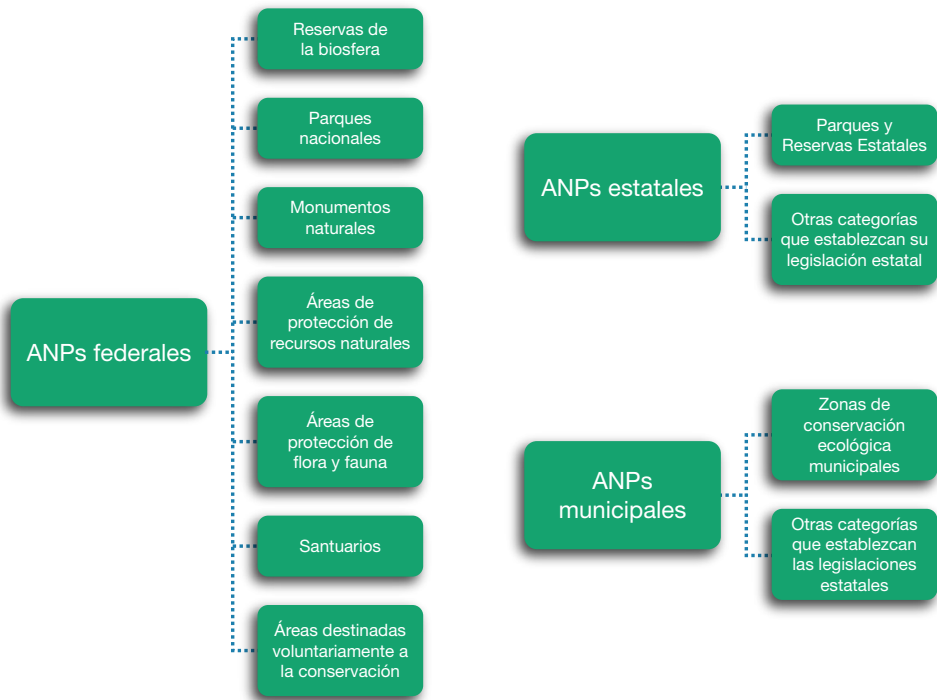 ANPs federales
Reservas de
la biosfera
Parques
nacionales
Monumentos
naturales
Áreas de
protección de
recursos naturales
Áreas de
protección de
flora y fauna
Santuarios
Áreas destinadas
voluntariamente a
la conservación
ANPs estatales
Parques y
Reservas Estatales
Otras categorías
que establezcan su
legislación estatal
ANPs
municipales
Zonas de
conservación
ecológica
municipales
Otras categorías
que establezcan
las legislaciones
estatales